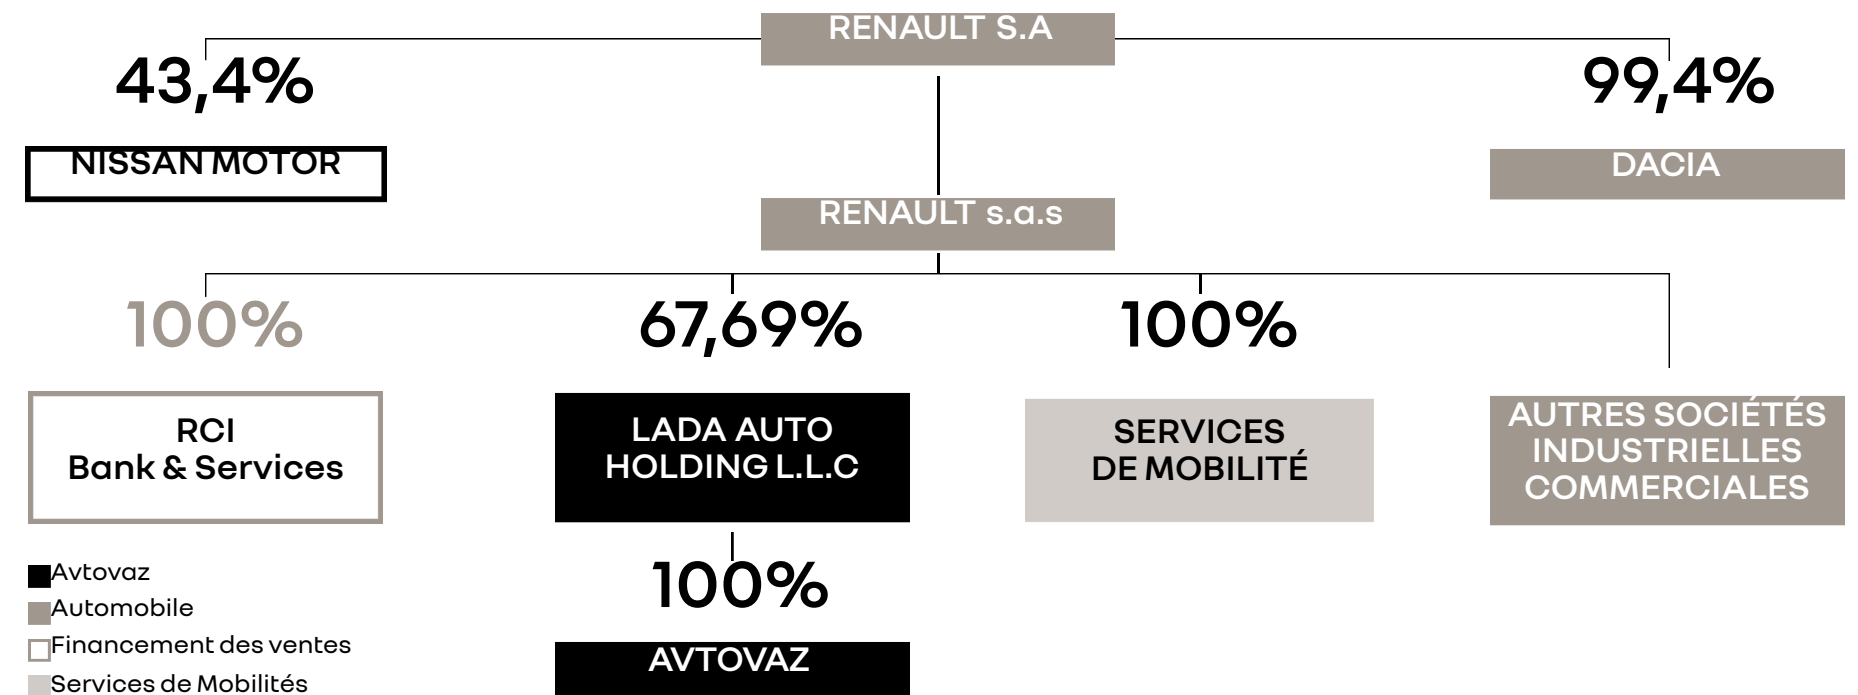 RENAULT S.A
43,4%
99,4%
NISSAN MOTOR
DACIA
RENAULT s.a.s
100%
67,69%
100%
RCI
Bank & Services
LADA AUTO
HOLDING L.L.C
SERVICES
DE MOBILITÉ
AUTRES SOCIÉTÉS
INDUSTRIELLES
COMMERCIALES
100%
AVTOVAZ
Avtovaz
Automobile
Financement des ventes
Services de Mobilités